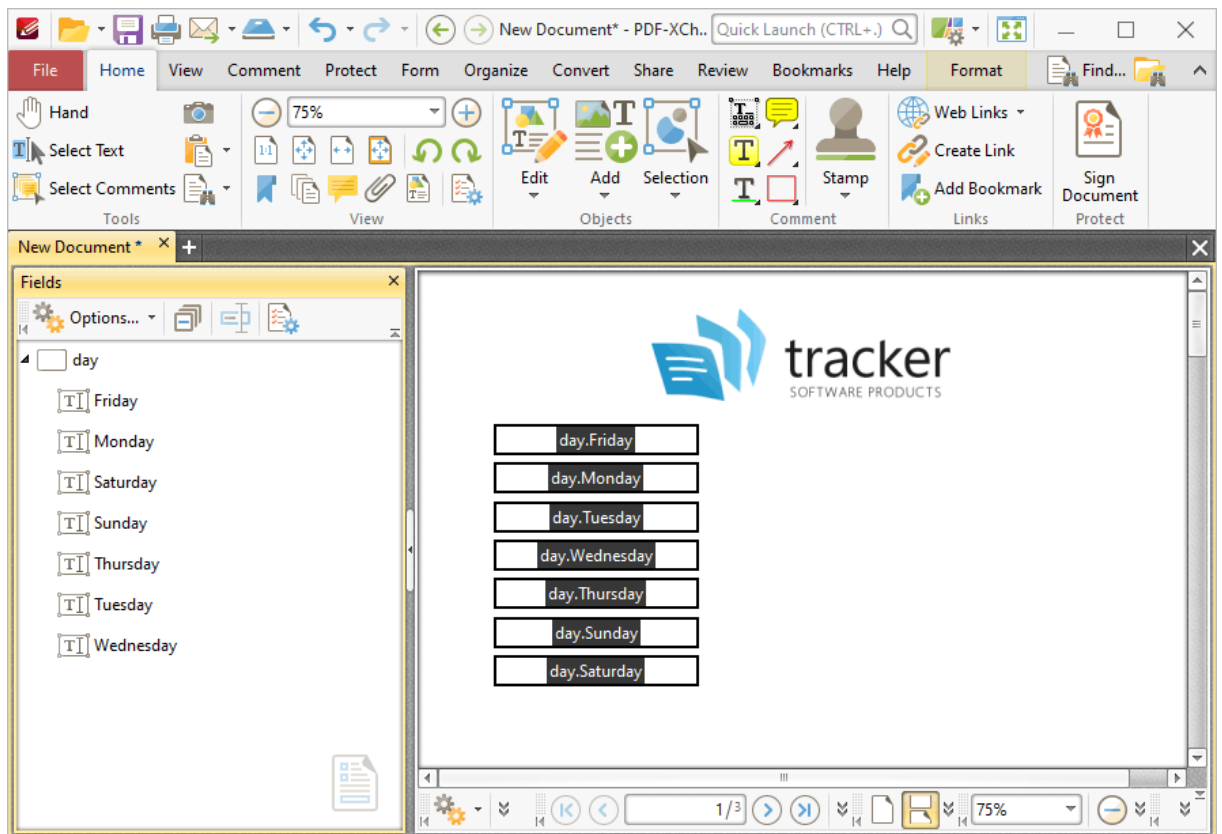 New Document* - PDF-XCh.. Quick Launch (CTRL+.)
File Home View Comment Protect Form Organize Convert Share Review Bookmarks Help Format Find...
Hand 75% Web Links
Select Text Create Link
Select Comments Edit Add Selection Stamp Add Bookmark Sign Document
Tools View Objects Comment Links Protect
New Document *
Fields
Options...
day
Friday
Monday
Saturday
Sunday
Thursday
Tuesday
Wednesday
tracker
SOFTWARE PRODUCTS
day.Friday
day.Monday
day.Tuesday
day.Wednesday
day.Thursday
day.Sunday
day.Saturday
1/3 75%